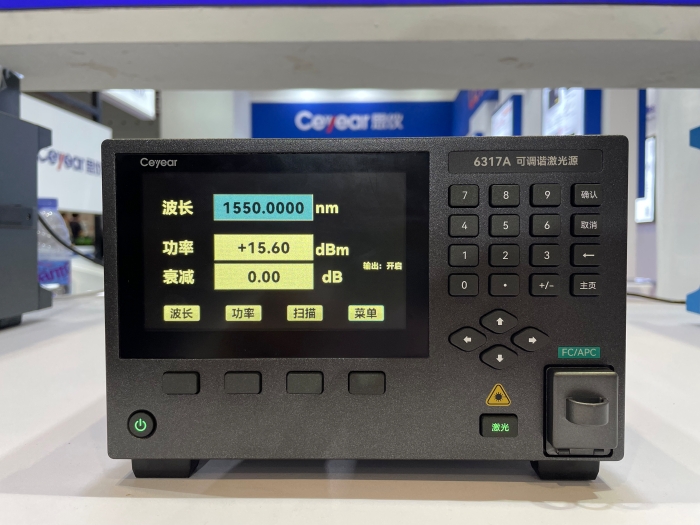 Ceyear 思仪
Ceyear 思仪
Ceyear
6317A 可调谐激光源
波长 1550.0000 nm
功率 +15.60 dBm
衰减 0.00 dB
输出: 开启
波长 功率 扫描 菜单
7 8 9 确认
4 5 6 取消
1 2 3 ←
0 • +/- 主页
FC/APC
激光